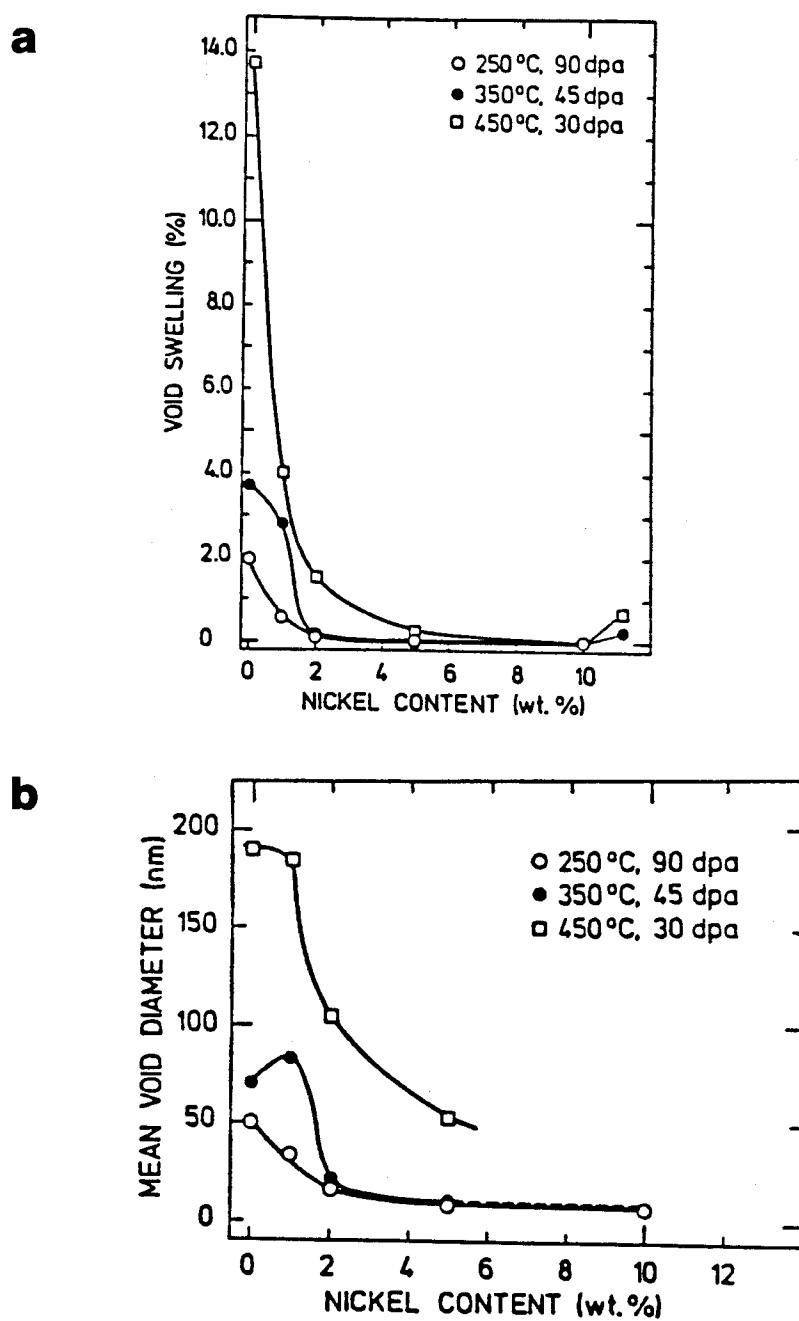 a
14.0
12.0
10.0
8.0
6.0
4.0
2.0
0
VOID SWELLING (%)
○ 250°C, 90 dpa
● 350°C, 45 dpa
□ 450°C, 30 dpa
0 2 4 6 8 10
NICKEL CONTENT (wt. %)
b
200
150
100
50
0
MEAN VOID DIAMETER (nm)
○ 250°C, 90 dpa
● 350°C, 45 dpa
□ 450°C, 30 dpa
0 2 4 6 8 10 12
NICKEL CONTENT (wt. %)